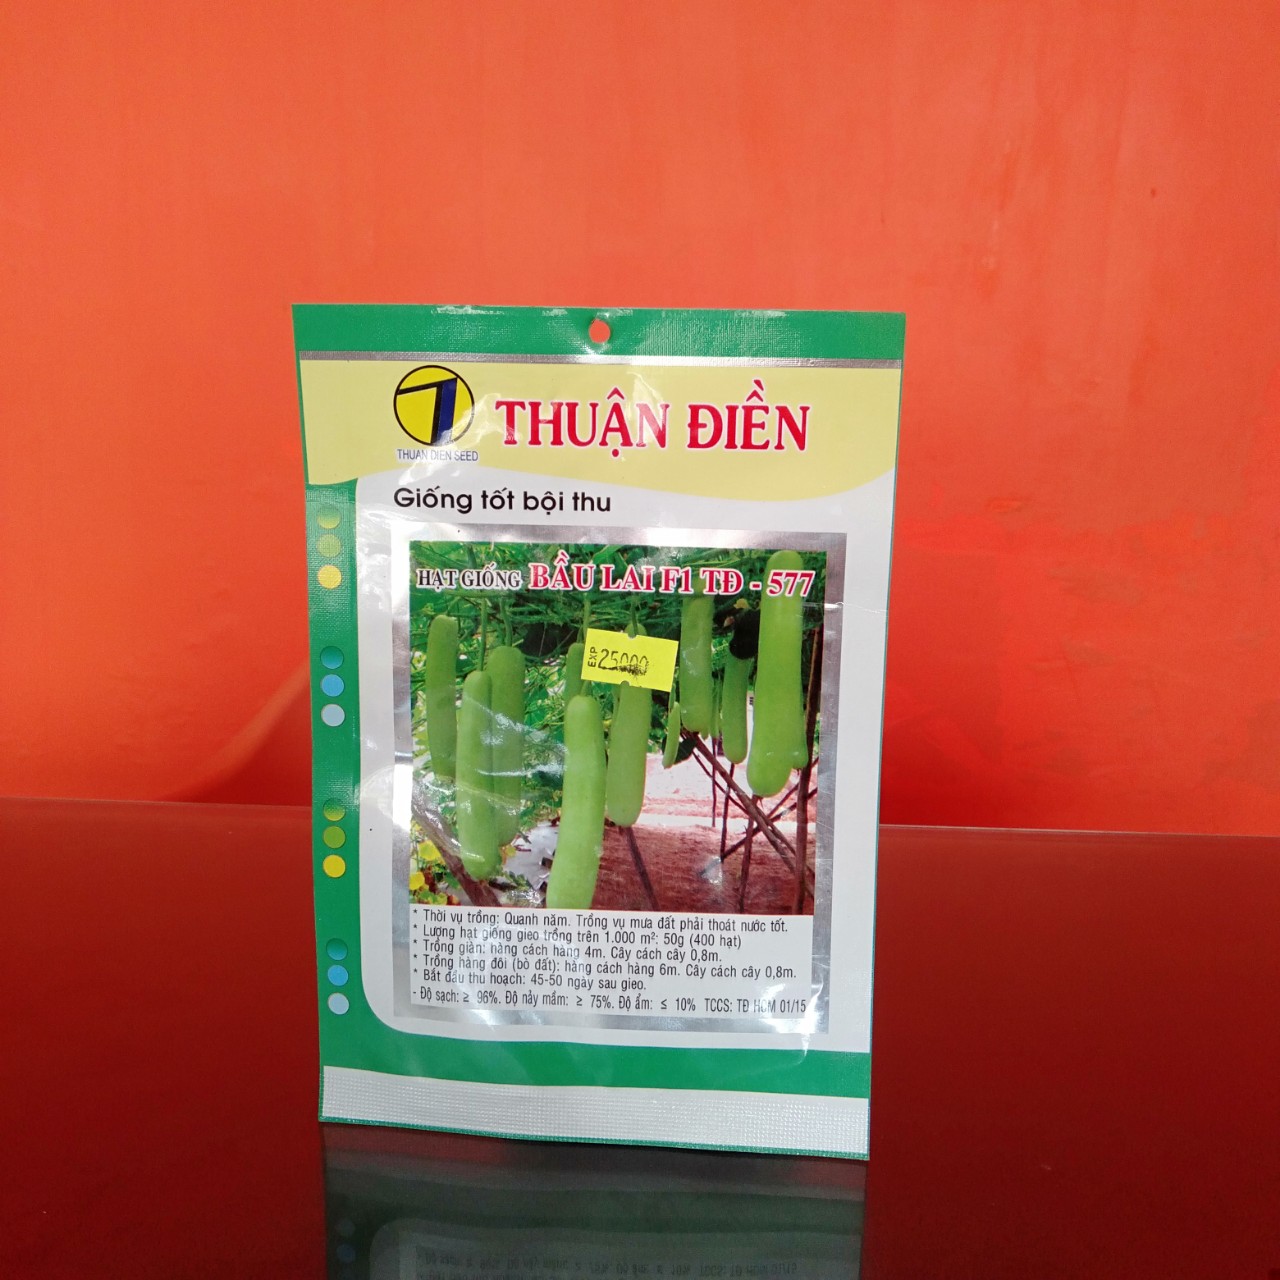 THUẬN ĐIỀN
THUAN DIEN SEED
Giống tốt bội thu
HẠT GIỐNG BẦU LAI F1 TĐ - 577
EXP 25000
* Thời vụ trồng: Quanh năm. Trồng vụ mưa đất phải thoát nước tốt.
* Lượng hạt giống gieo trồng trên 1.000 m²: 50g (400 hạt)
* Trồng giàn: hàng cách hàng 4m. Cây cách cây 0,8m.
* Trồng hàng đôi (bò đất): hàng cách hàng 6m. Cây cách cây 0,8m.
* Bắt đầu thu hoạch: 45-50 ngày sau gieo.
- Độ sạch: ≥ 96%. Độ nảy mầm: ≥ 75%. Độ ẩm: ≤ 10% TCCS: TĐ HCM 01/15